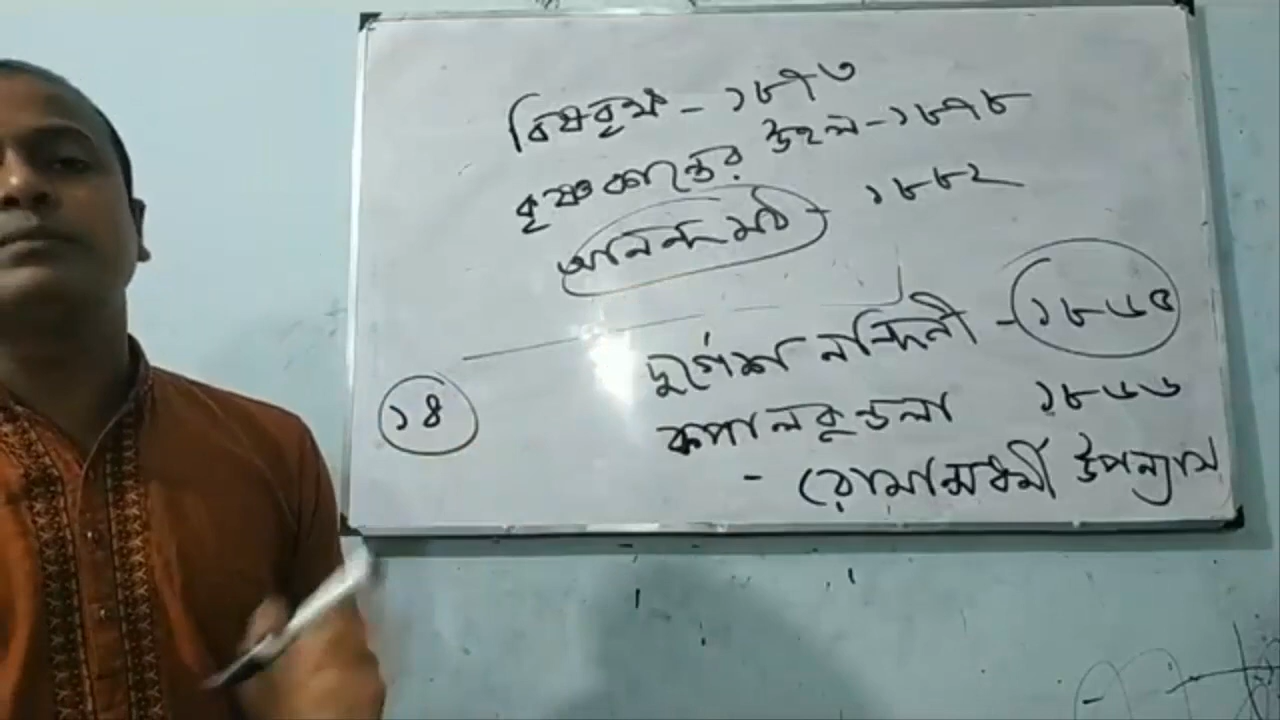 বিষবৃক্ষ - ১৮৭৩
কৃষ্ণকান্তের উইল - ১৮৭৮
আনন্দমঠ - ১৮৮২
দুর্গেশনন্দিনী - ১৮৬৫
১৪
কপালকুণ্ডলা ১৮৬৬
- রোমান্সধর্মী উপন্যাস